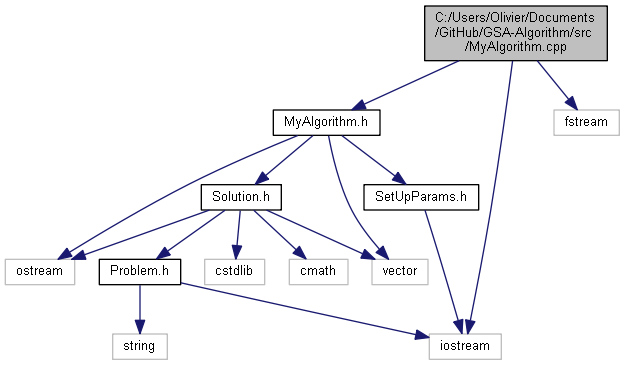 C:/Users/Olivier/Documents
/GitHub/GSA-Algorithm/src
/MyAlgorithm.cpp
MyAlgorithm.h
fstream
Solution.h
SetUpParams.h
ostream
Problem.h
cstdlib
cmath
vector
string
iostream